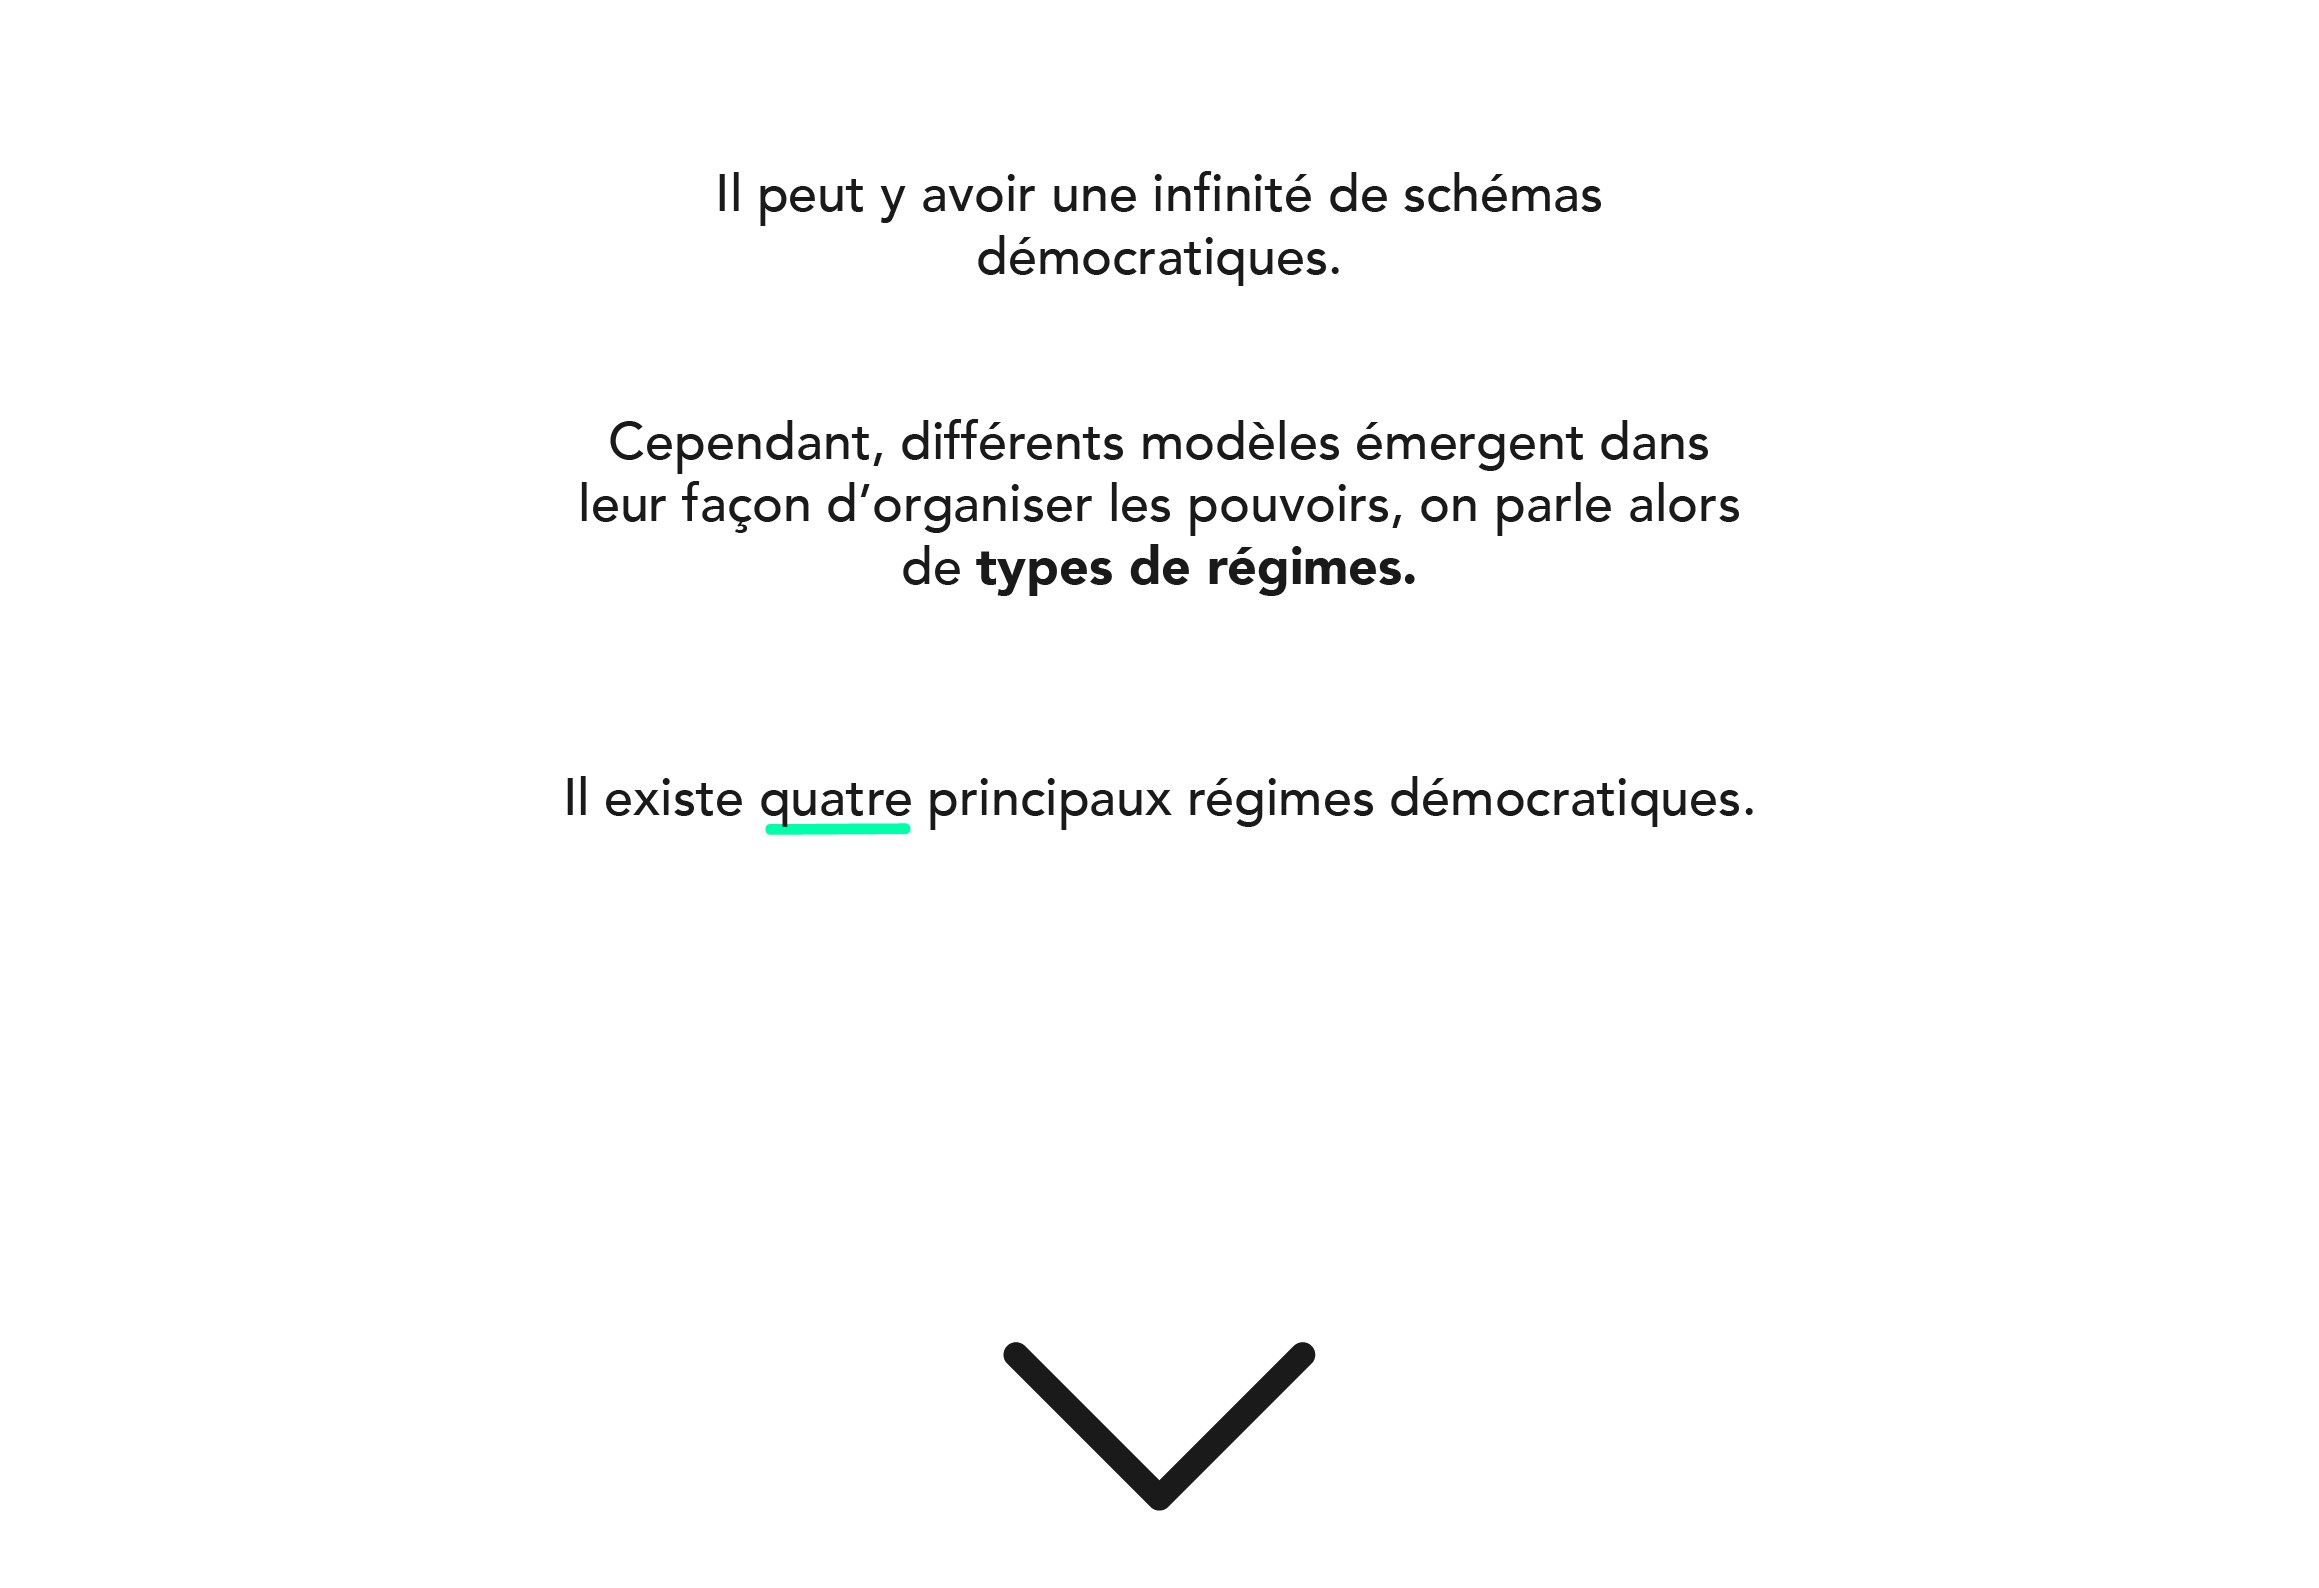 Il peut y avoir une infinité de schémas
démocratiques.
Cependant, différents modèles émergent dans
leur façon d’organiser les pouvoirs, on parle alors
de types de régimes.
Il existe quatre principaux régimes démocratiques.